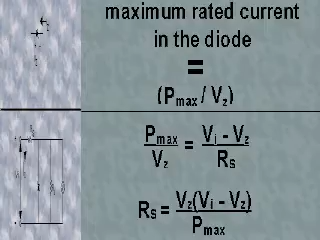 maximum rated current
in the diode
=
(Pmax / Vz)
Pmax / Vz = Vi - Vz / Rs
Rs = Vz(Vi - Vz) / Pmax